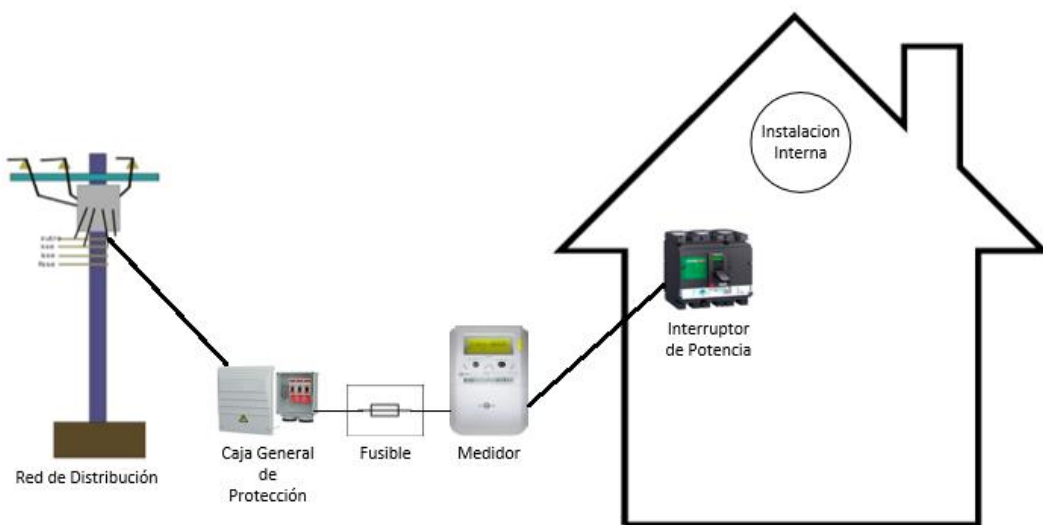 Instalacion
Interna
Interruptor
de Potencia
Red de Distribución
Caja General
de
Protección
Fusible
Medidor